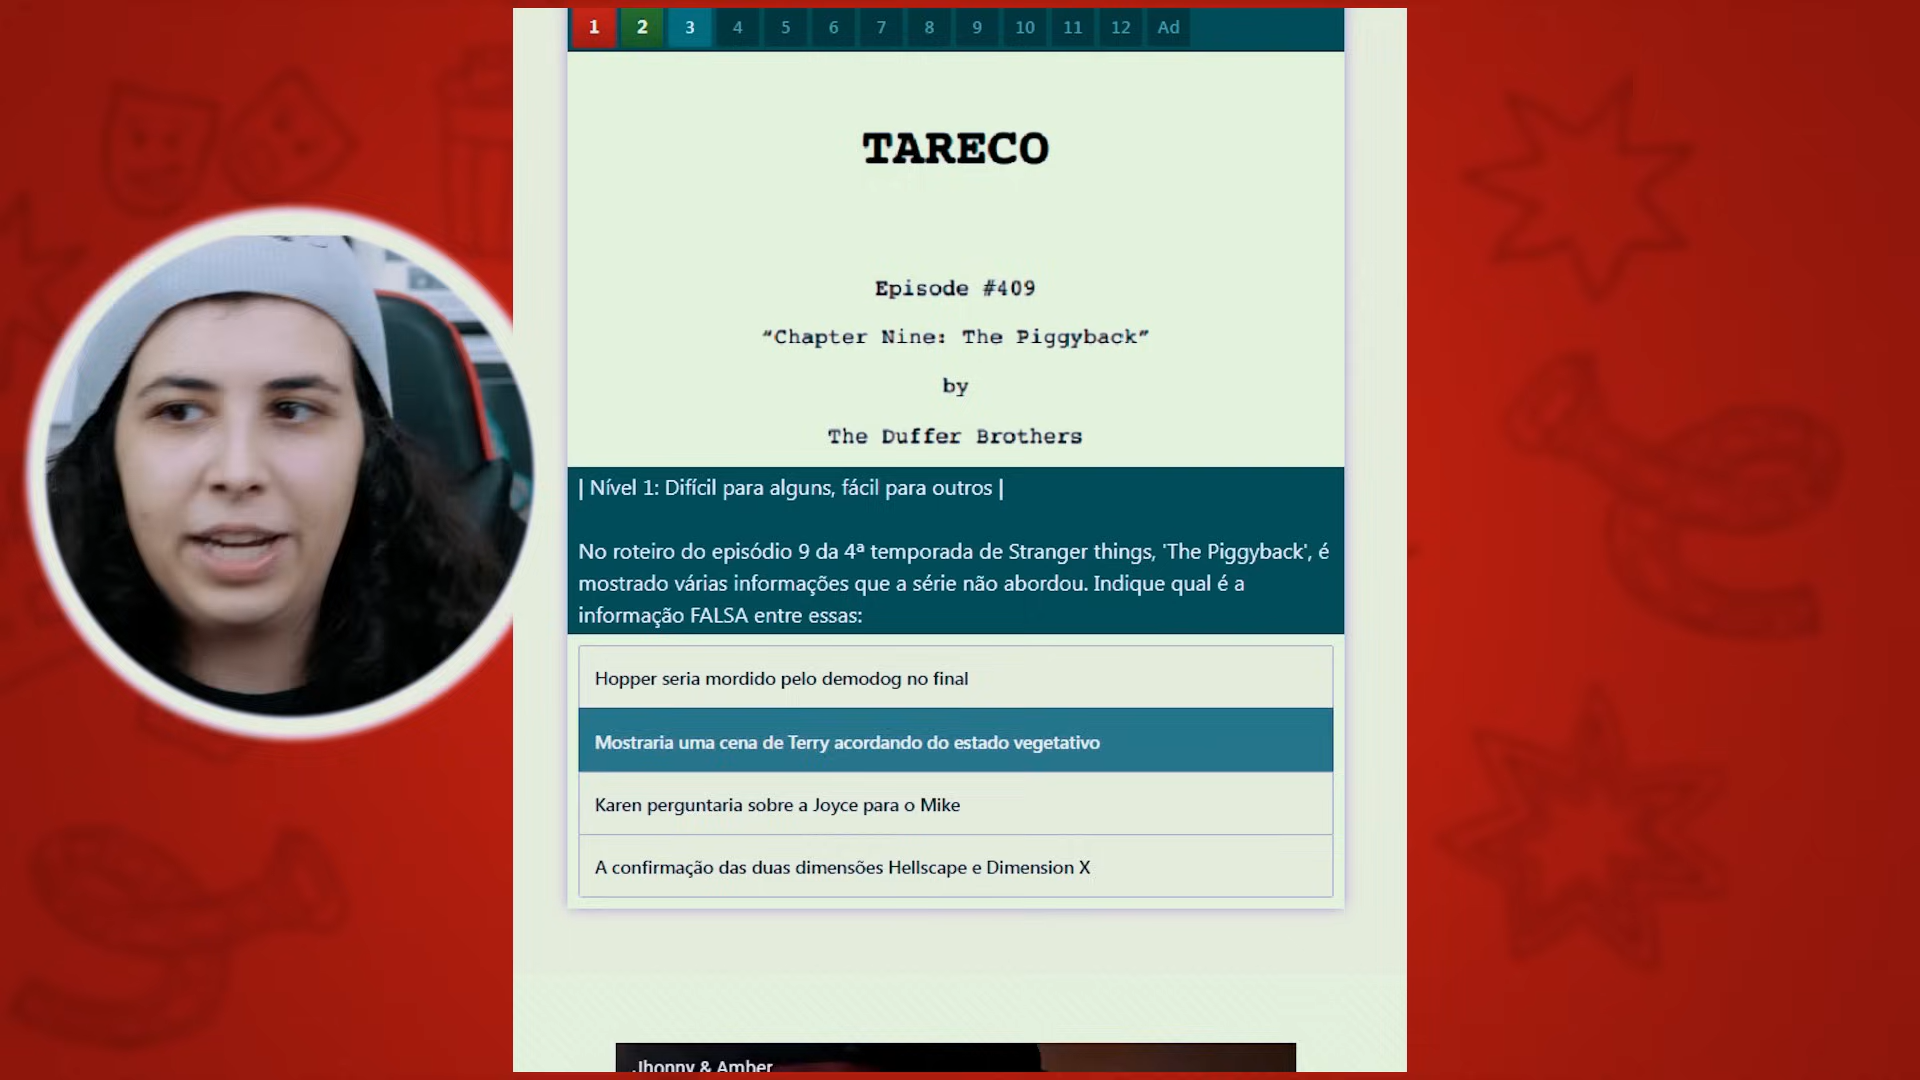 1 2 3 4 5 6 7 8 9 10 11 12 Ad
TARECO
Episode #409
“Chapter Nine: The Piggyback”
by
The Duffer Brothers
| Nível 1: Difícil para alguns, fácil para outros |
No roteiro do episódio 9 da 4ª temporada de Stranger things, 'The Piggyback', é
mostrado várias informações que a série não abordou. Indique qual é a
informação FALSA entre essas:
Hopper seria mordido pelo demodog no final
Mostraria uma cena de Terry acordando do estado vegetativo
Karen perguntaria sobre a Joyce para o Mike
A confirmação das duas dimensões Hellscape e Dimension X
Jhonny & Amber